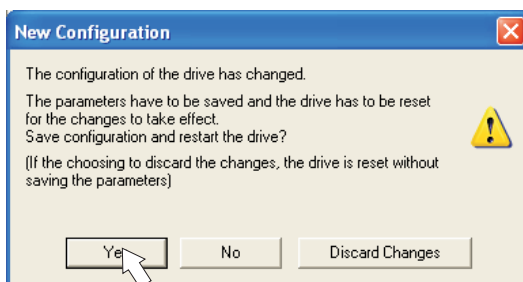 New Configuration
The configuration of the drive has changed.
The parameters have to be saved and the drive has to be reset
for the changes to take effect.
Save configuration and restart the drive?
(If the choosing to discard the changes, the drive is reset without
saving the parameters)
Yes No Discard Changes